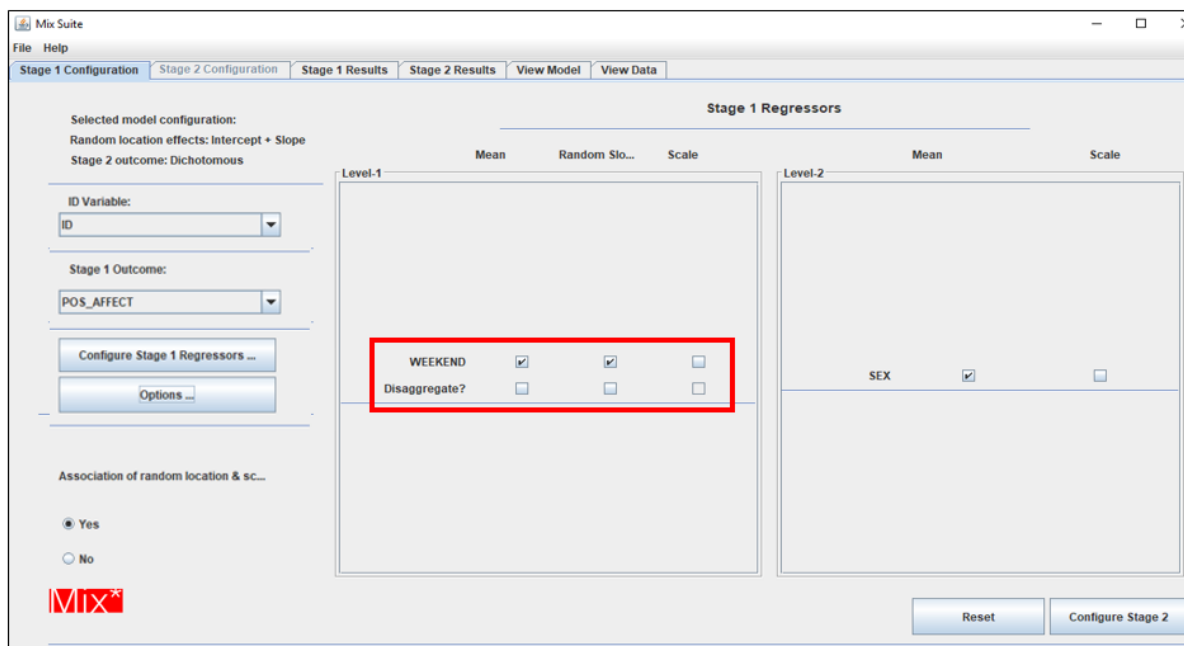 Mix Suite
File Help
Stage 1 Configuration Stage 2 Configuration Stage 1 Results Stage 2 Results View Model View Data
Stage 1 Regressors
Selected model configuration:
Random location effects: Intercept + Slope
Stage 2 outcome: Dichotomous
Mean Random Slo... Scale Mean Scale
Level-1 Level-2
ID Variable:
ID
Stage 1 Outcome:
POS_AFFECT
Configure Stage 1 Regressors ...
WEEKEND
SEX
Disaggregate?
Options ...
Association of random location & sc...
Yes
No
Mix*
Reset Configure Stage 2